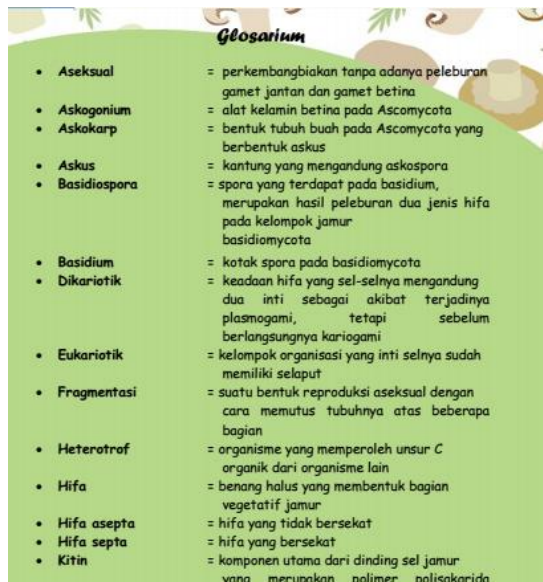 Glosarium
• Aseksual = perkembangbiakan tanpa adanya peleburan
gamet jantan dan gamet betina
• Askogonium = alat kelamin betina pada Ascomycota
• Askokarp = bentuk tubuh buah pada Ascomycota yang
berbentuk askus
• Askus = kantung yang mengandung askospora
• Basidiospora = spora yang terdapat pada basidium,
merupakan hasil peleburan dua jenis hifa
pada kelompok jamur
basidiomycota
• Basidium = kotak spora pada basidiomycota
• Dikariotik = keadaan hifa yang sel-selnya mengandung
dua inti sebagai akibat terjadinya
plasmogami, tetapi sebelum
berlangsungnya kariogami
• Eukariotik = kelompok organisasi yang inti selnya sudah
memiliki selaput
• Fragmentasi = suatu bentuk reproduksi aseksual dengan
cara memutus tubuhnya atas beberapa
bagian
• Heterotrof = organisme yang memperoleh unsur C
organik dari organisme lain
• Hifa = benang halus yang membentuk bagian
vegetatif jamur
• Hifa asepta = hifa yang tidak bersekat
• Hifa septa = hifa yang bersekat
• Kitin = komponen utama dari dinding sel jamur
yang merupakan polimer polisakarida